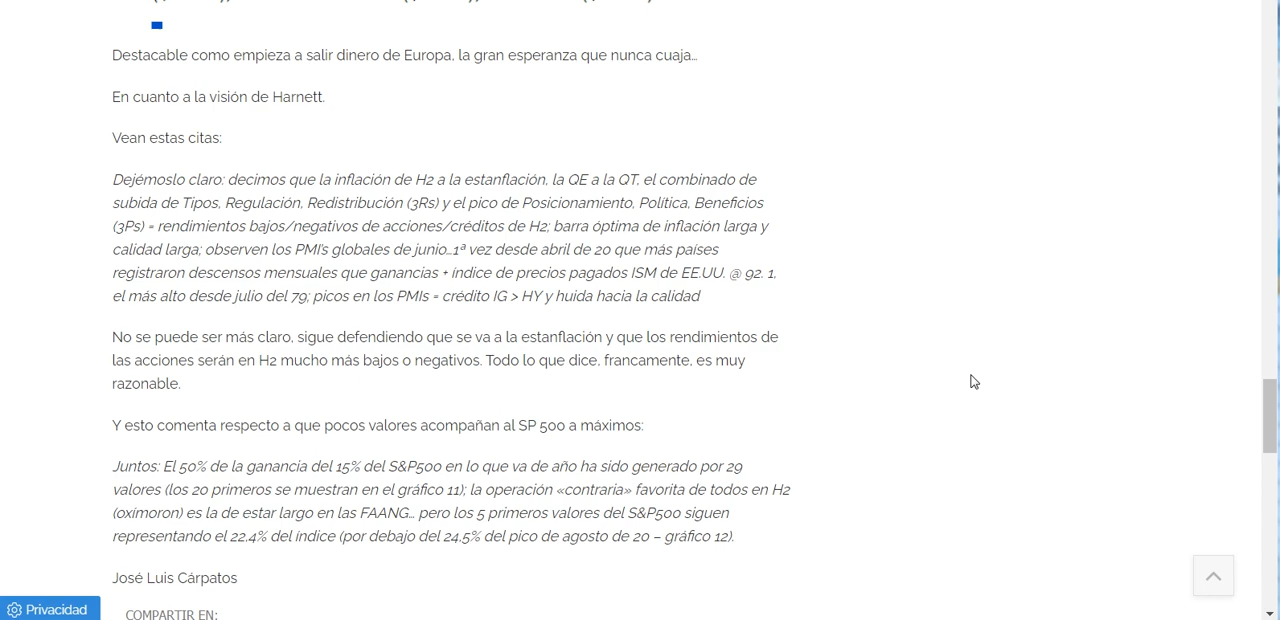 Destacable como empieza a salir dinero de Europa, la gran esperanza que nunca cuaja…
En cuanto a la visión de Harnett.
Vean estas citas:
Dejémoslo claro: decimos que la inflación de H2 a la estanflación, la QE a la QT, el combinado de
subida de Tipos, Regulación, Redistribución (3Rs) y el pico de Posicionamiento, Política, Beneficios
(3Ps) = rendimientos bajos/negativos de acciones/créditos de H2; barra óptima de inflación larga y
calidad larga; observen los PMI's globales de junio…1ª vez desde abril de 20 que más países
registraron descensos mensuales que ganancias + índice de precios pagados ISM de EE.UU. @ 92. 1,
el más alto desde julio del 79; picos en los PMIs = crédito IG > HY y huida hacia la calidad
No se puede ser más claro, sigue defendiendo que se va a la estanflación y que los rendimientos de
las acciones serán en H2 mucho más bajos o negativos. Todo lo que dice, francamente, es muy
razonable.
Y esto comenta respecto a que pocos valores acompañan al SP 500 a máximos:
Juntos: El 50% de la ganancia del 15% del S&P500 en lo que va de año ha sido generado por 29
valores (los 20 primeros se muestran en el gráfico 11); la operación «contraria» favorita de todos en H2
(oxímoron) es la de estar largo en las FAANG… pero los 5 primeros valores del S&P500 siguen
representando el 22,4% del índice (por debajo del 24,5% del pico de agosto de 20 – gráfico 12).
José Luis Cárpatos
Privacidad
COMPARTIR EN: